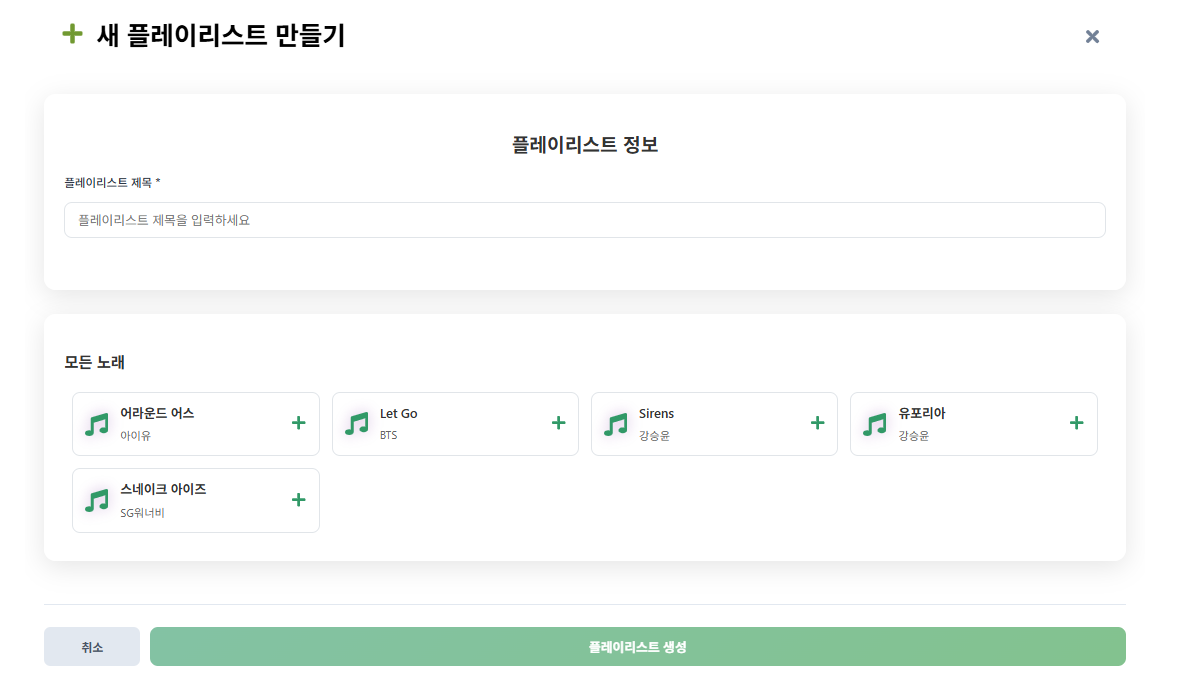 새 플레이리스트 만들기
플레이리스트 정보
플레이리스트 제목 *
플레이리스트 제목을 입력하세요
모든 노래
어라운드 어스
아이유
Let Go
BTS
Sirens
강승윤
유포리아
강승윤
스네이크 아이즈
SG워너비
취소
플레이리스트 생성